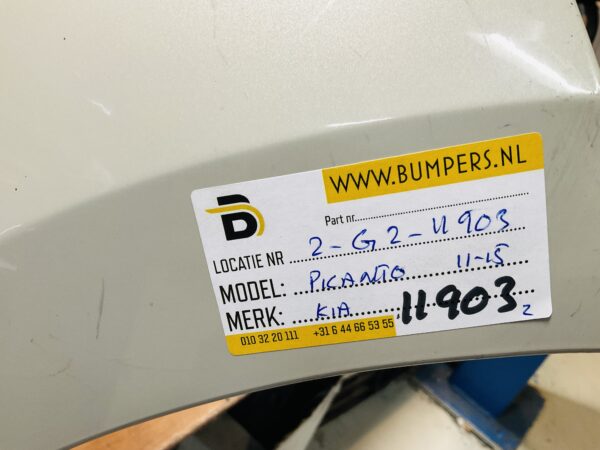 WWW.BUMPERS.NL
Part nr.
LOCATIE NR 2-G2-11903
MODEL: PICANTO 11-15
MERK: KIA 11903 2
010 32 20 111 +31 6 44 66 53 55